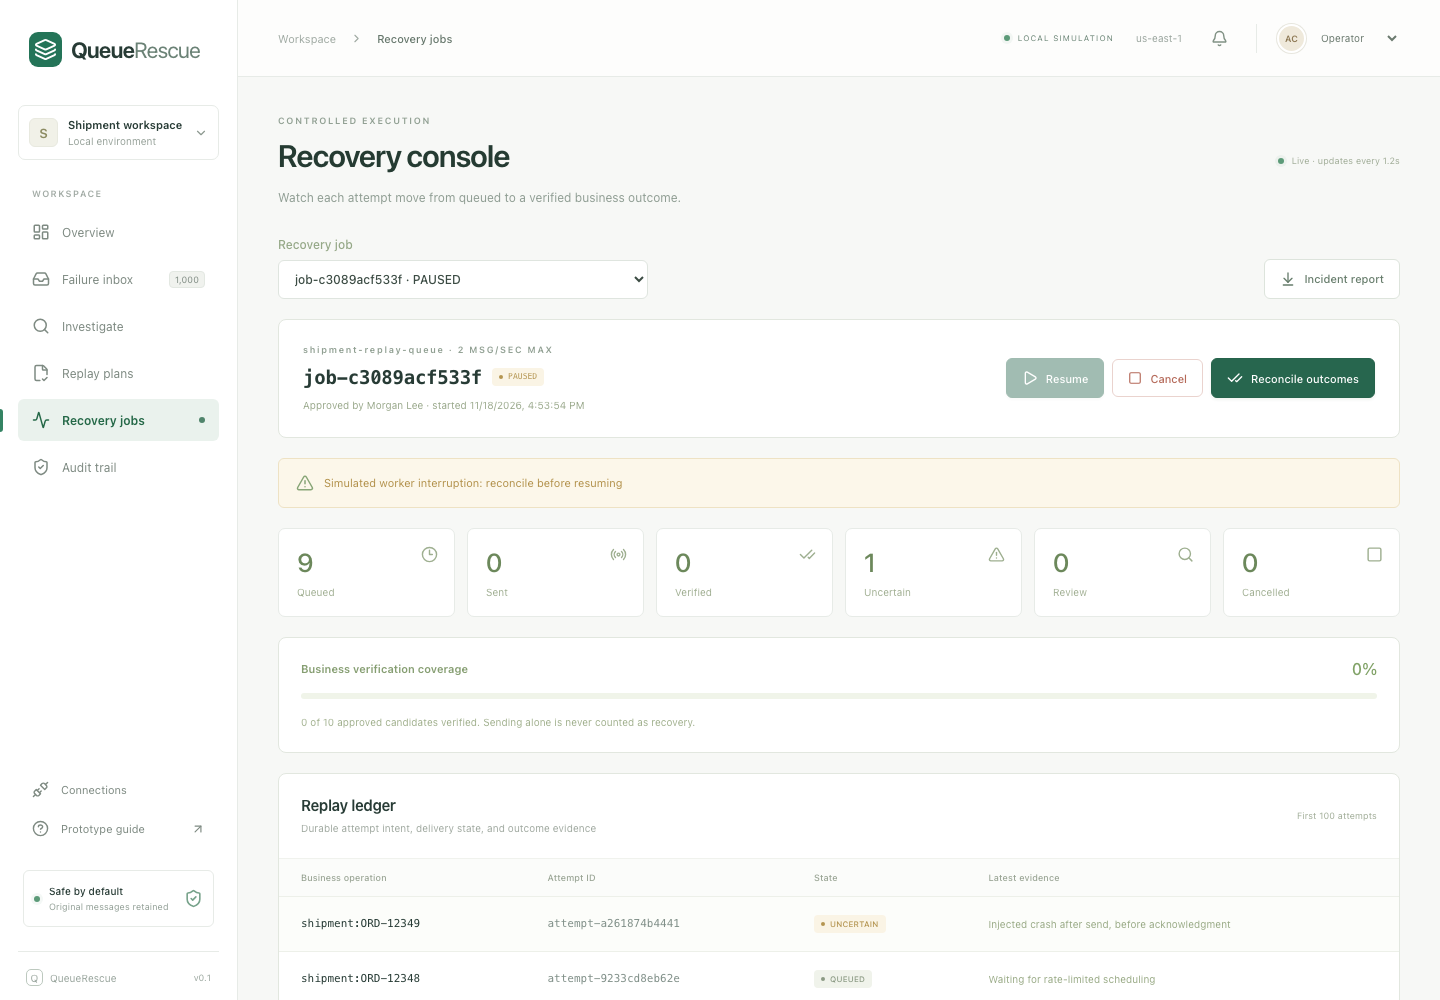 QueueRescue
S
Shipment workspace
Local environment
WORKSPACE
Overview
Failure inbox 1,000
Investigate
Replay plans
Recovery jobs
Audit trail
Connections
Prototype guide
Safe by default
Original messages retained
Q QueueRescue v0.1
Workspace Recovery jobs
LOCAL SIMULATION us-east-1 AC Operator
CONTROLLED EXECUTION
Recovery console
Live · updates every 1.2s
Watch each attempt move from queued to a verified business outcome.
Recovery job
job-c3089acf533f · PAUSED
Incident report
shipment-replay-queue · 2 MSG/SEC MAX
job-c3089acf533f PAUSED
Approved by Morgan Lee · started 11/18/2026, 4:53:54 PM
Resume Cancel Reconcile outcomes
Simulated worker interruption: reconcile before resuming
9 0 0 1 0 0
Queued Sent Verified Uncertain Review Cancelled
Business verification coverage 0%
0 of 10 approved candidates verified. Sending alone is never counted as recovery.
Replay ledger
Durable attempt intent, delivery state, and outcome evidence
First 100 attempts
Business operation Attempt ID State Latest evidence
shipment:ORD-12349 attempt-a261874b4441 UNCERTAIN Injected crash after send, before acknowledgment
shipment:ORD-12348 attempt-9233cd8eb62e QUEUED Waiting for rate-limited scheduling